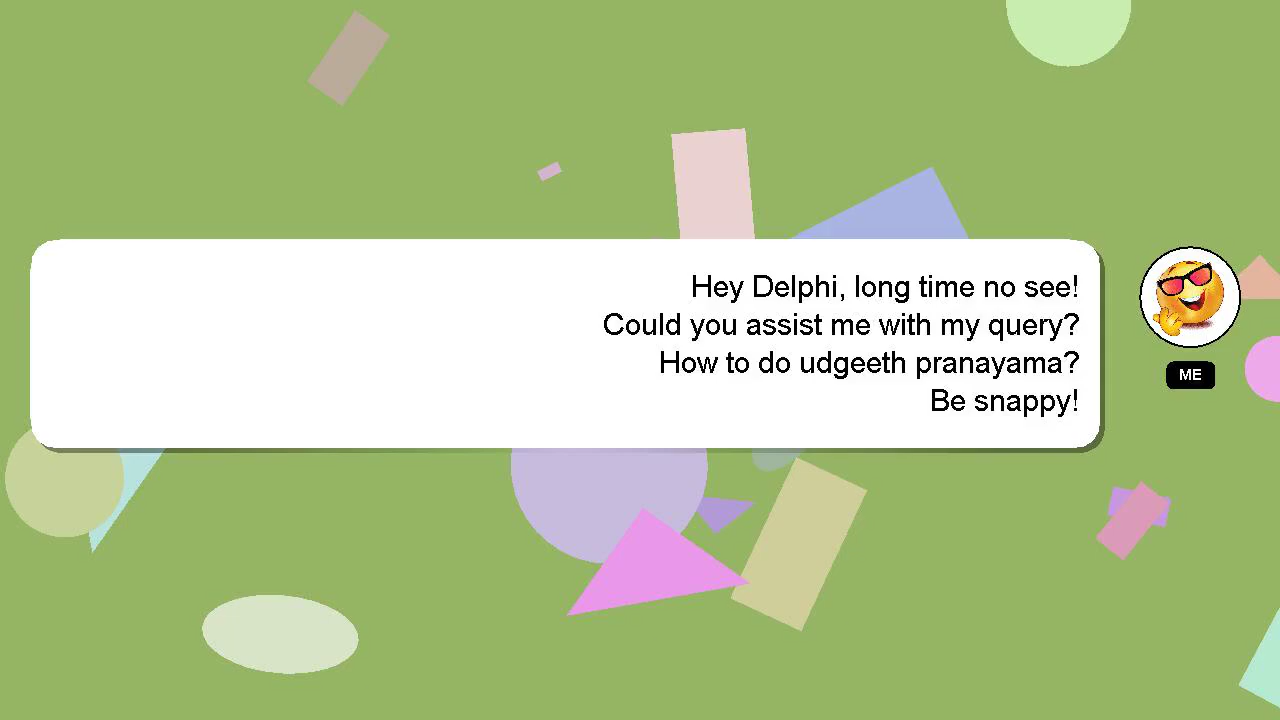 Hey Delphi, long time no see!
Could you assist me with my query?
How to do udgeeth pranayama?
Be snappy!
ME